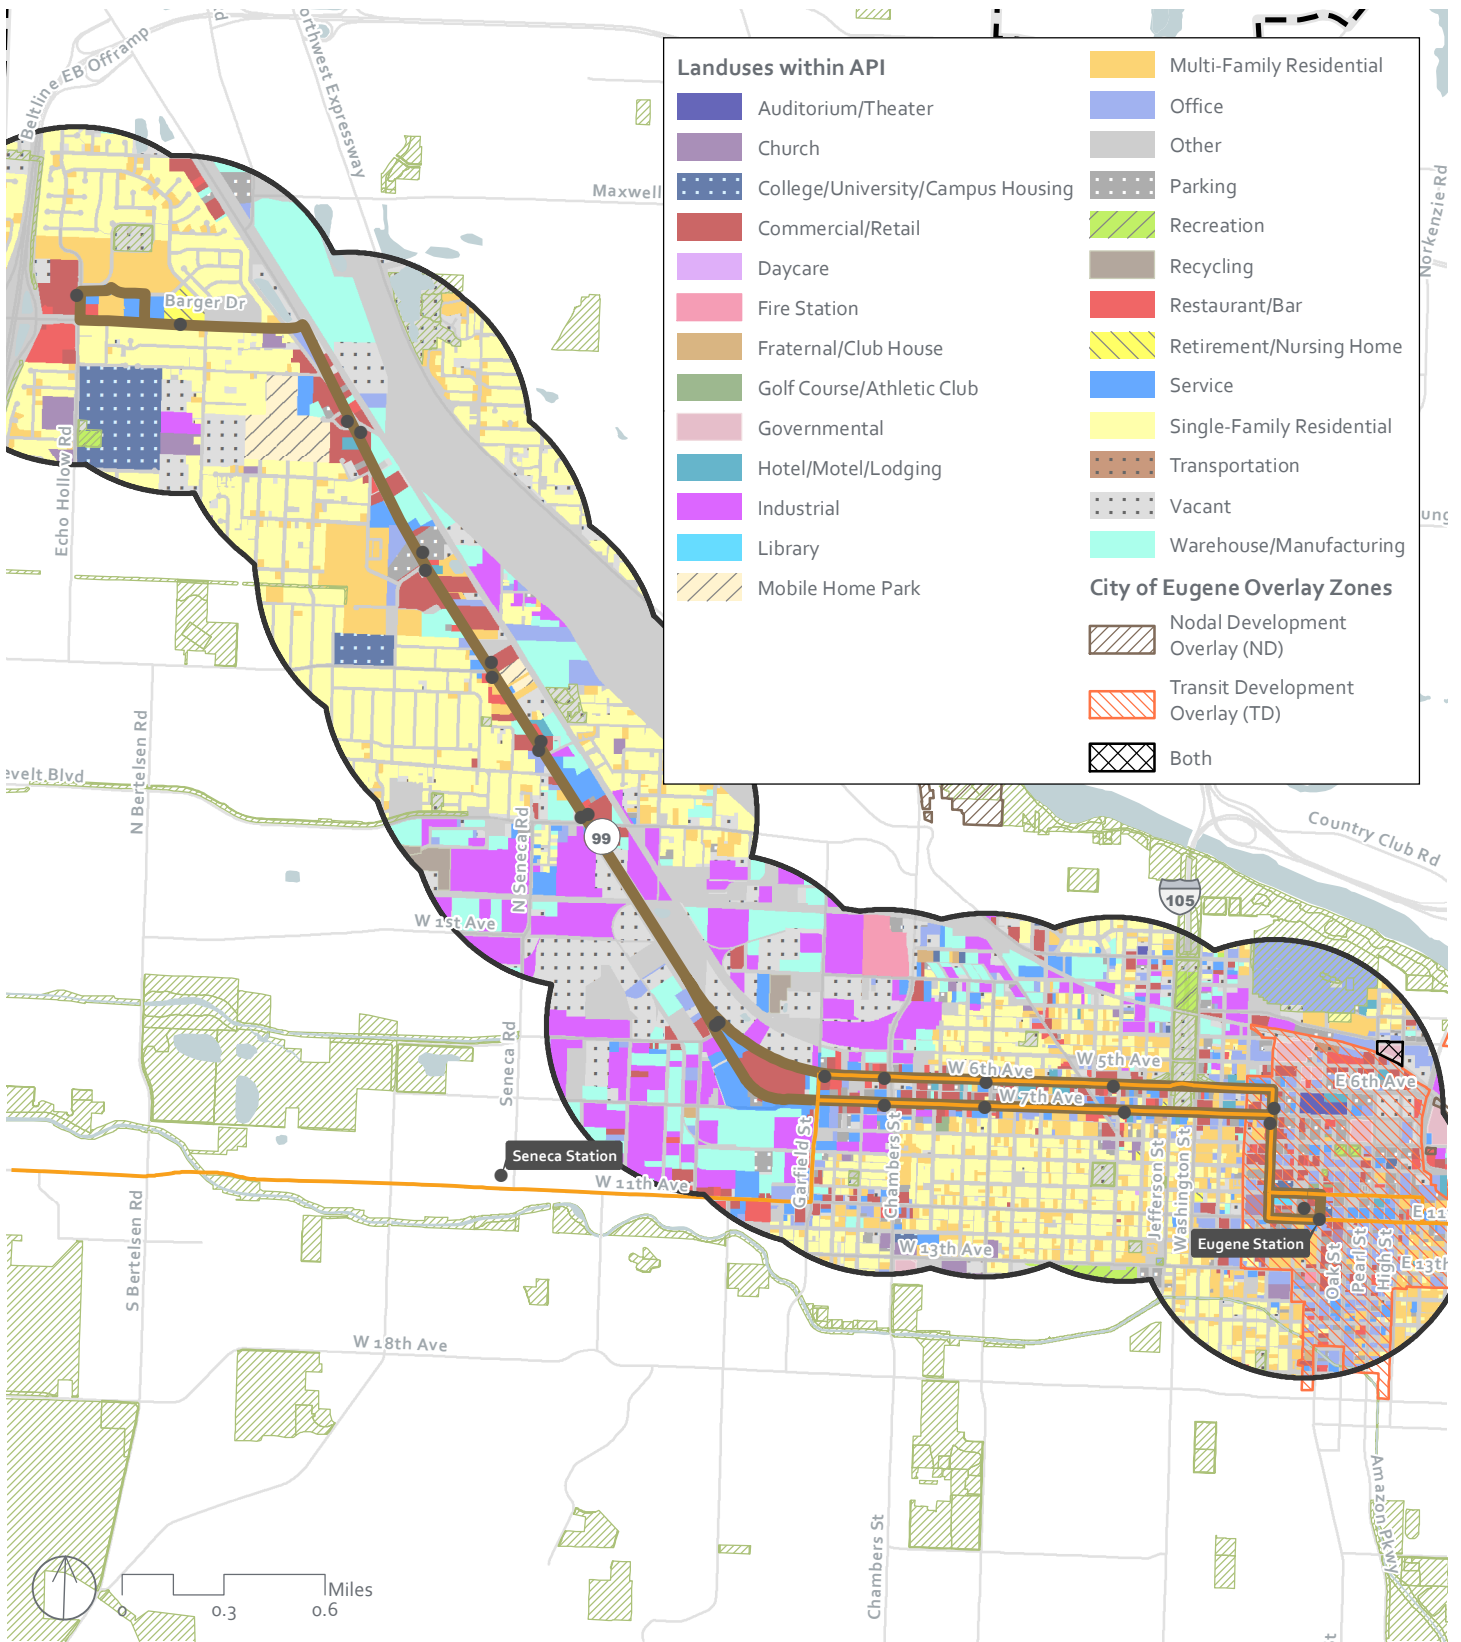 Landuses within API
Auditorium/Theater
Church
College/University/Campus Housing
Commercial/Retail
Daycare
Fire Station
Fraternal/Club House
Golf Course/Athletic Club
Governmental
Hotel/Motel/Lodging
Industrial
Library
Mobile Home Park
Multi-Family Residential
Office
Other
Parking
Recreation
Recycling
Restaurant/Bar
Retirement/Nursing Home
Service
Single-Family Residential
Transportation
Vacant
Warehouse/Manufacturing
City of Eugene Overlay Zones
Nodal Development
Overlay (ND)
Transit Development
Overlay (TD)
Both
Beltline EB Offramp
rd
orthwest Expressway
Maxwell
Norkenzie Rd
ung
Barger Dr
Echo Hollow Rd
N Bertelsen Rd
evelt Blvd
N Seneca Rd
99
W 1st Ave
Country Club Rd
105
Seneca Rd
W 6th Ave
W 5th Ave
W 7th Ave
E 6th Ave
Seneca Station
W 11th Ave
Garfield St
Chambers St
Jefferson St
Washington St
E 11
Eugene Station
W 13th Ave
E 13th
Oak St
Pearl St
High St
S Bertelsen Rd
W 18th Ave
Chambers St
Amazon Pkwy
Miles
0
0.3
0.6